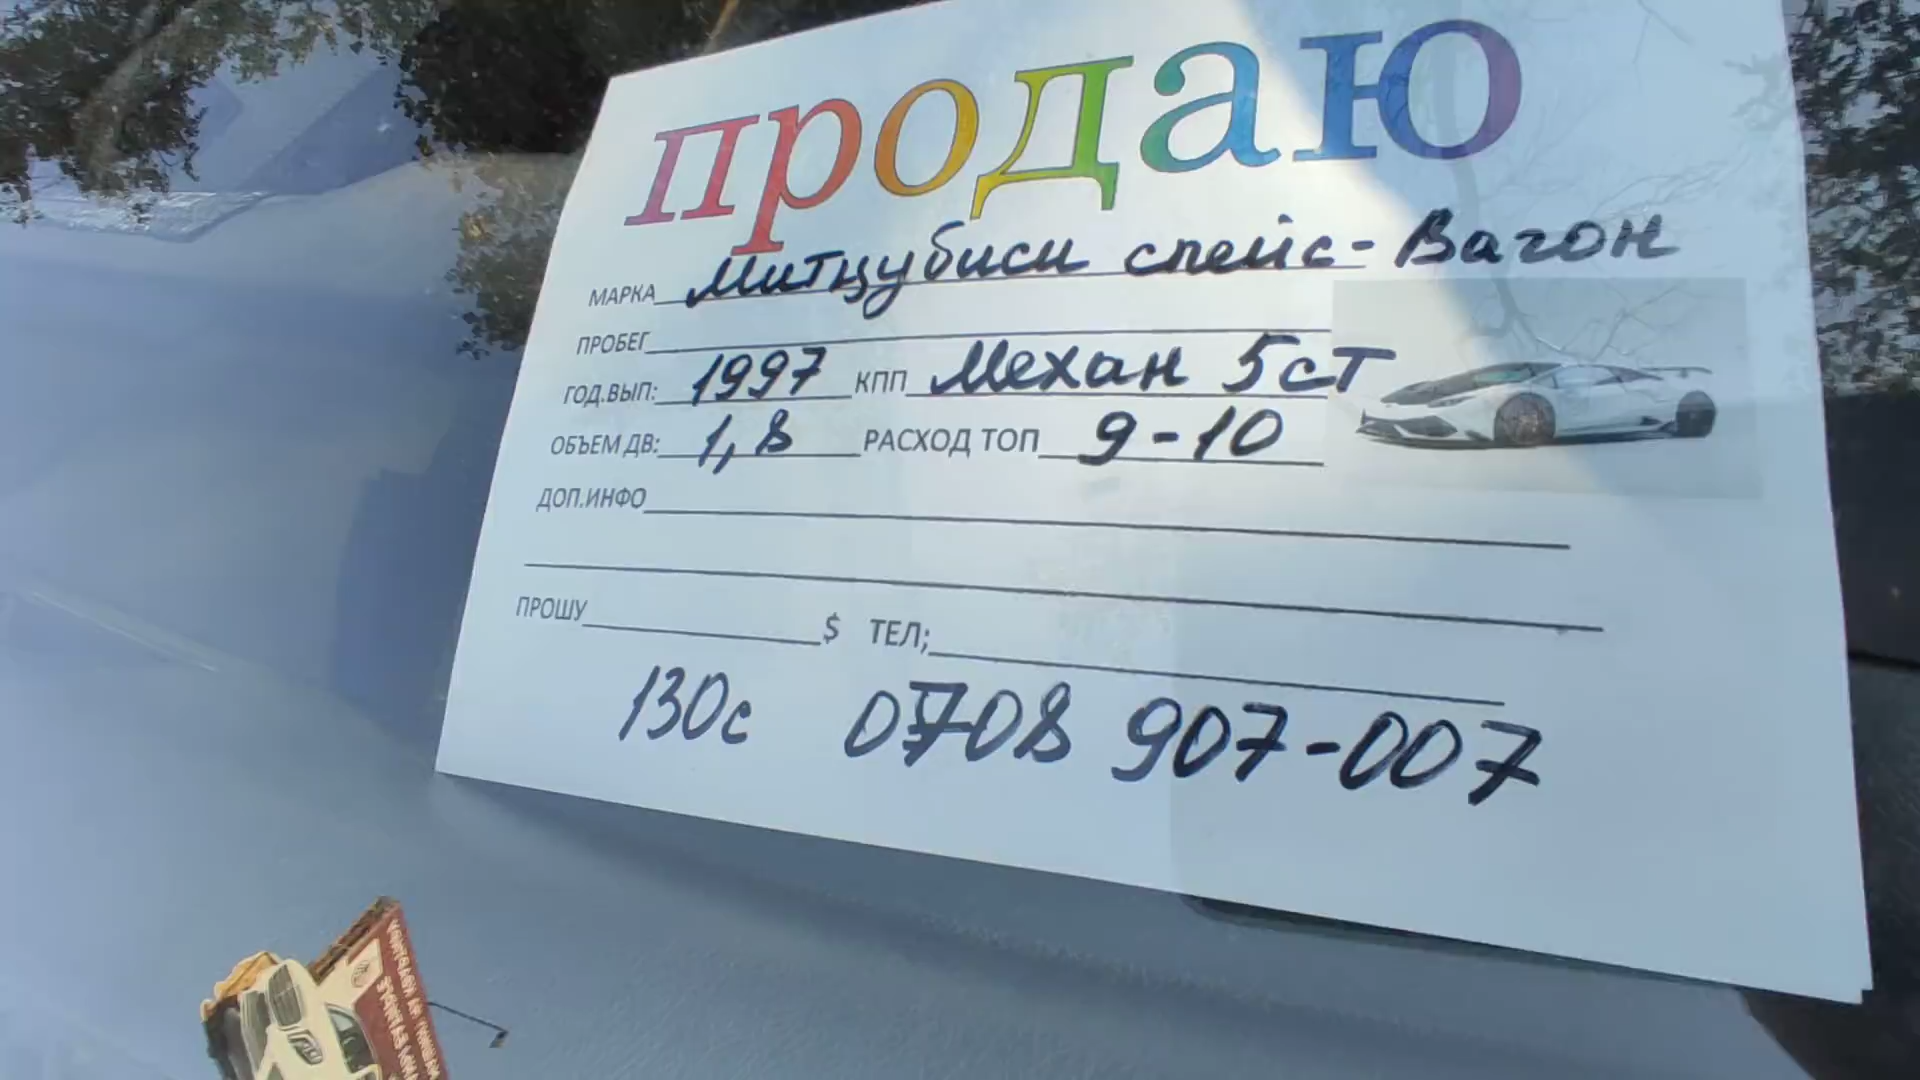 продаю
МАРКА Митцубиси спейс-Вагон
ПРОБЕГ
ГОД.ВЫП: 1997 КПП Механ 5ст
ОБЪЕМ ДВ: 1,8 РАСХОД ТОП 9-10
ДОП.ИНФО
ПРОШУ $ ТЕЛ;
130с 0708 907-007